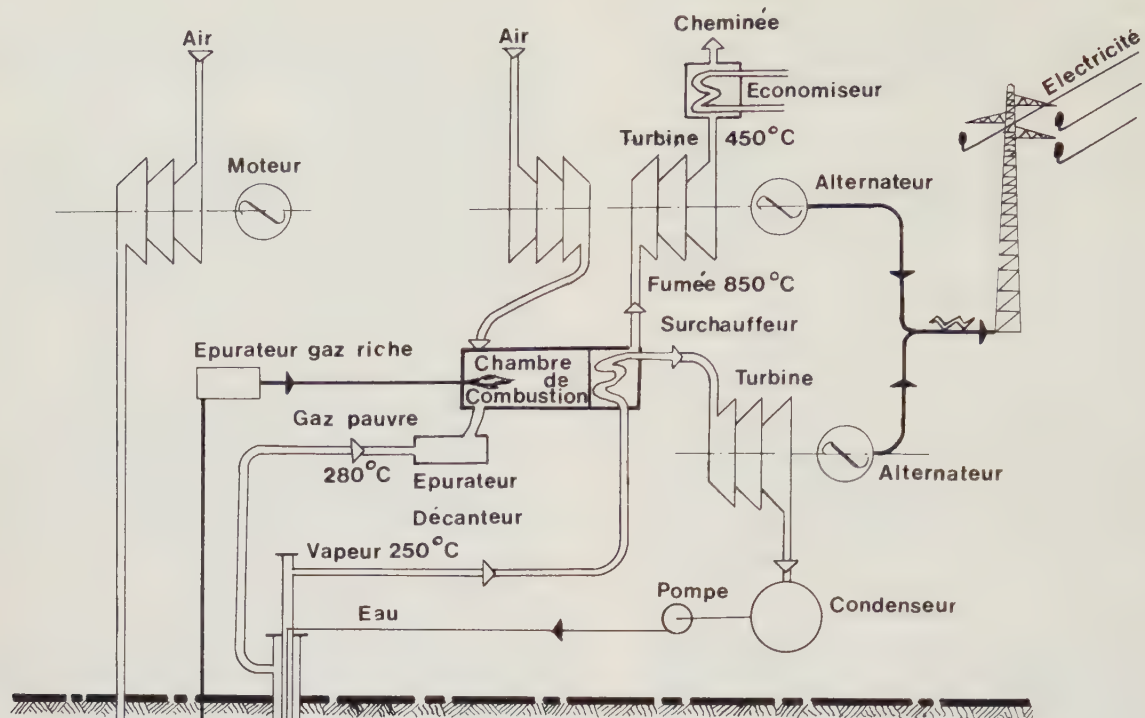 Air
Air
Cheminée
Economiseur
Electricité
Moteur
Turbine
450°C
Alternateur
Fumée 850°C
Surchauffeur
Epurateur gaz riche
Chambre
de
Combustion
Turbine
Gaz pauvre
280°C
Epurateur
Alternateur
Décanteur
Vapeur 250°C
Eau
Pompe
Condenseur